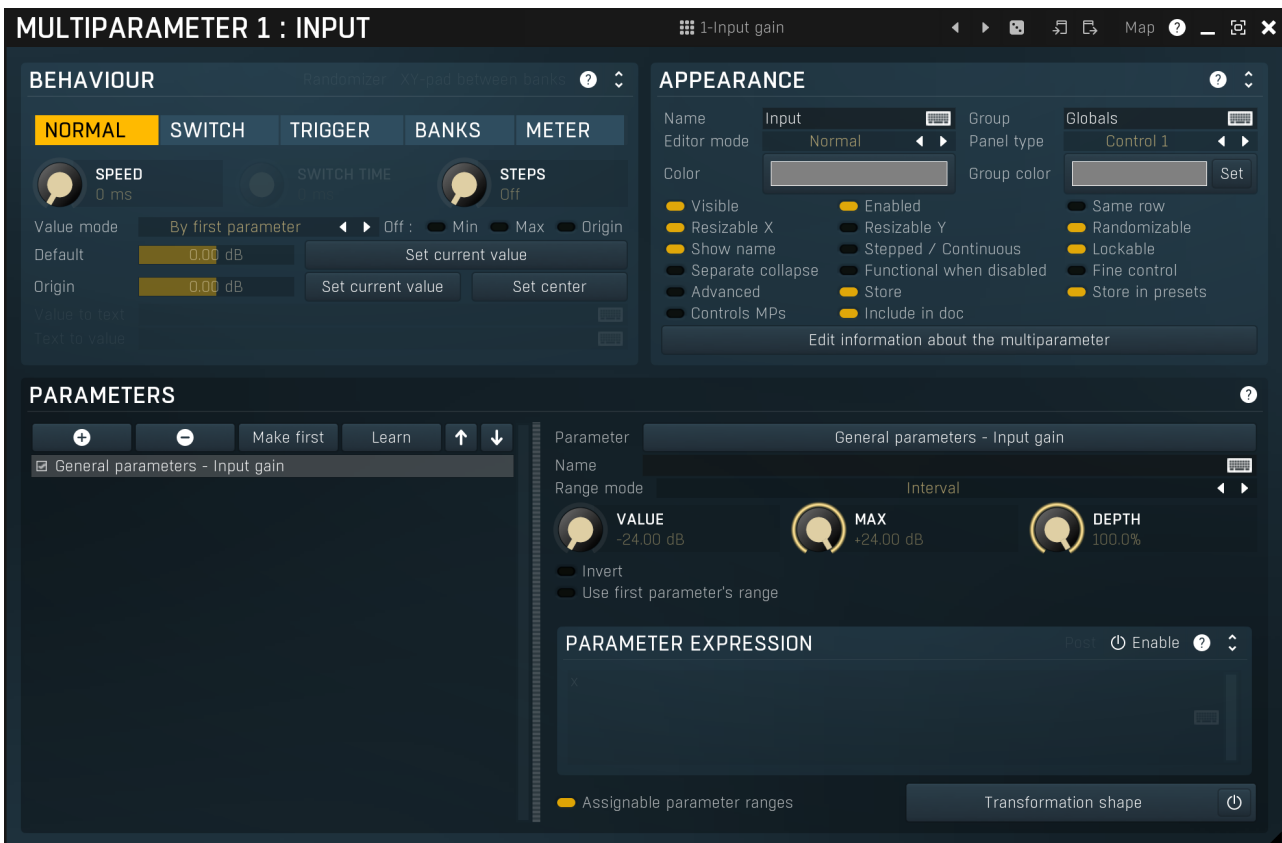 MULTIPARAMETER 1 : INPUT
1-Input gain
Map
BEHAVIOUR
Randomizer XY-pad between banks
NORMAL SWITCH TRIGGER BANKS METER
SPEED
0 ms
SWITCH TIME
STEPS
Off
Value mode By first parameter Off : Min Max Origin
Default 0.00 dB Set current value
Origin 0.00 dB Set current value Set center
Value to text
Text to value
APPEARANCE
Name Input Group Globals
Editor mode Normal Panel type Control 1
Color Group color Set
Visible Enabled Same row
Resizable X Resizable Y Randomizable
Show name Stepped / Continuous Lockable
Separate collapse Functional when disabled Fine control
Advanced Store Store in presets
Controls MPs Include in doc
Edit information about the multiparameter
PARAMETERS
Make first Learn
General parameters - Input gain
Parameter General parameters - Input gain
Name
Range mode Interval
VALUE
-24.00 dB
MAX
+24.00 dB
DEPTH
100.0%
Invert
Use first parameter's range
PARAMETER EXPRESSION
Post Enable
x
Assignable parameter ranges
Transformation shape